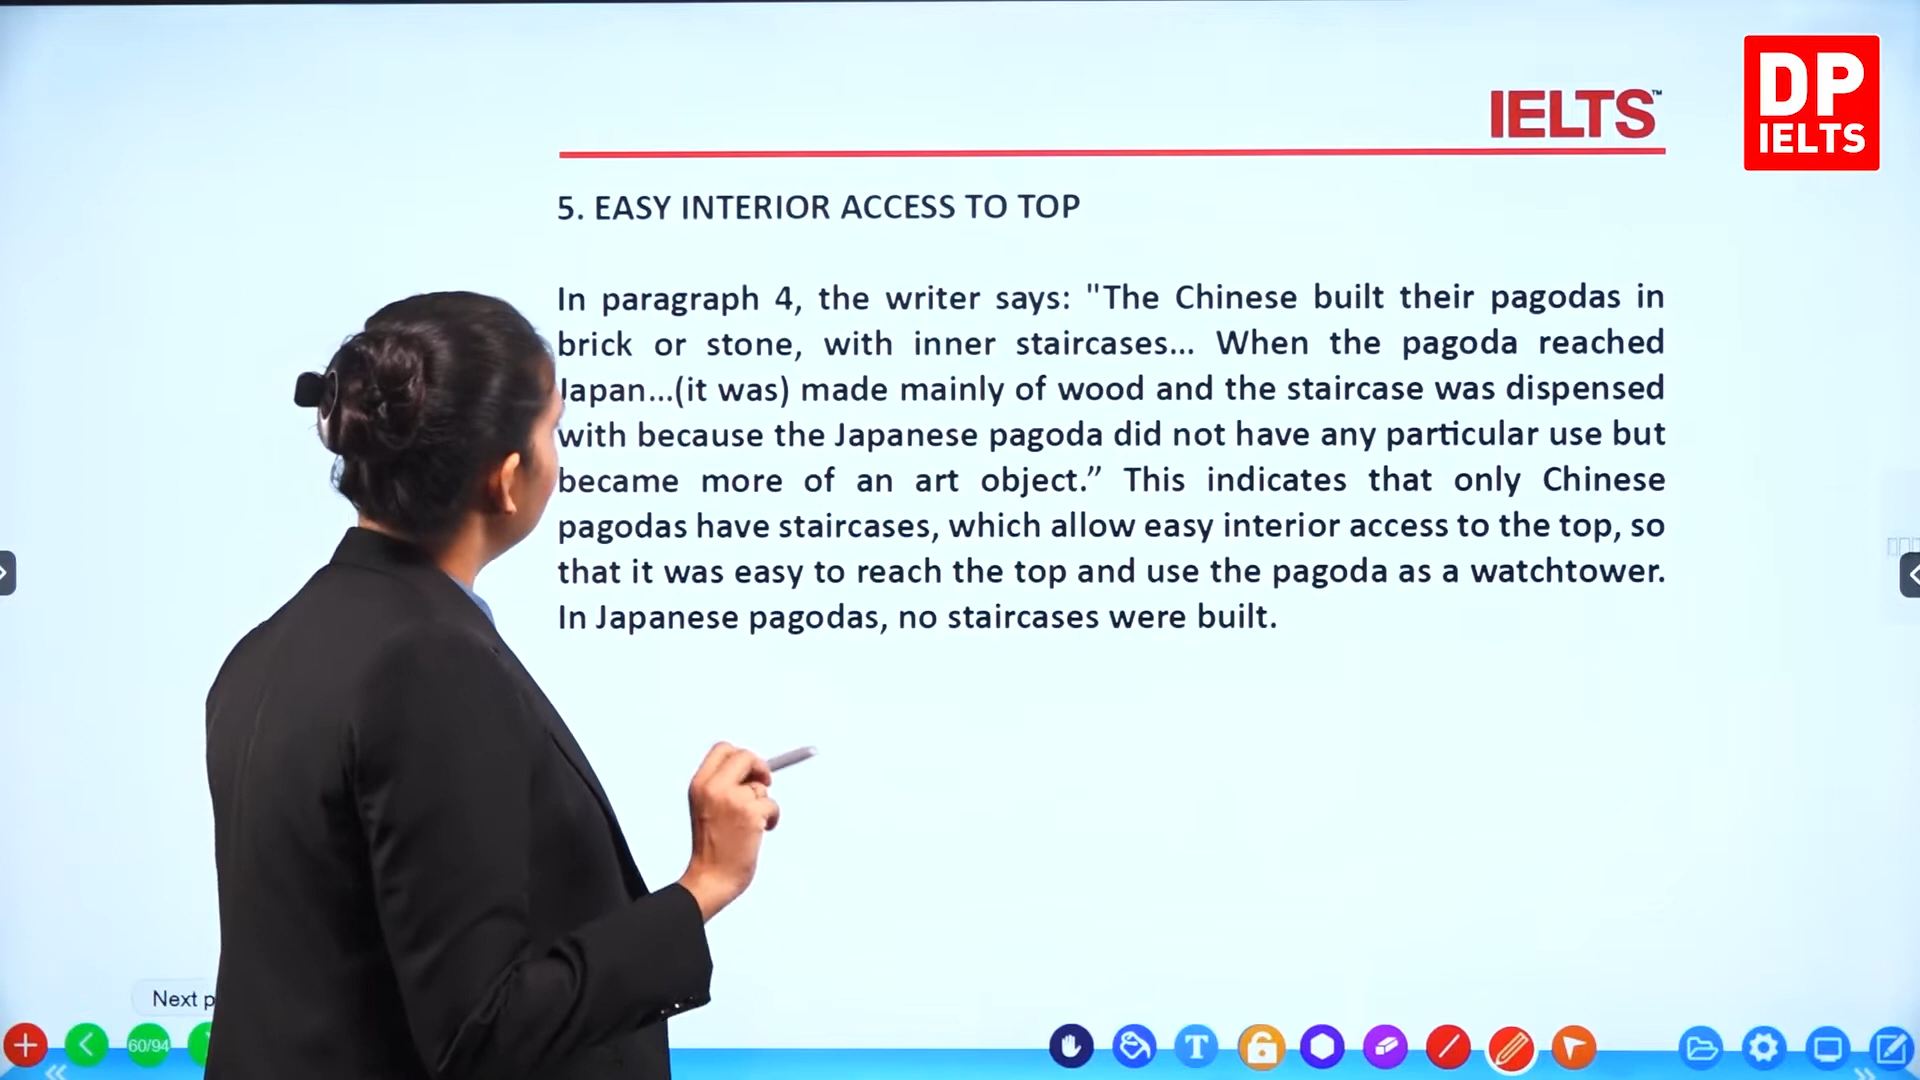 DP
IELTS
IELTS™
5. EASY INTERIOR ACCESS TO TOP
In paragraph 4, the writer says: "The Chinese built their pagodas in
brick or stone, with inner staircases... When the pagoda reached
Japan...(it was) made mainly of wood and the staircase was dispensed
with because the Japanese pagoda did not have any particular use but
became more of an art object.” This indicates that only Chinese
pagodas have staircases, which allow easy interior access to the top, so
that it was easy to reach the top and use the pagoda as a watchtower.
In Japanese pagodas, no staircases were built.
Next p
60/94
T